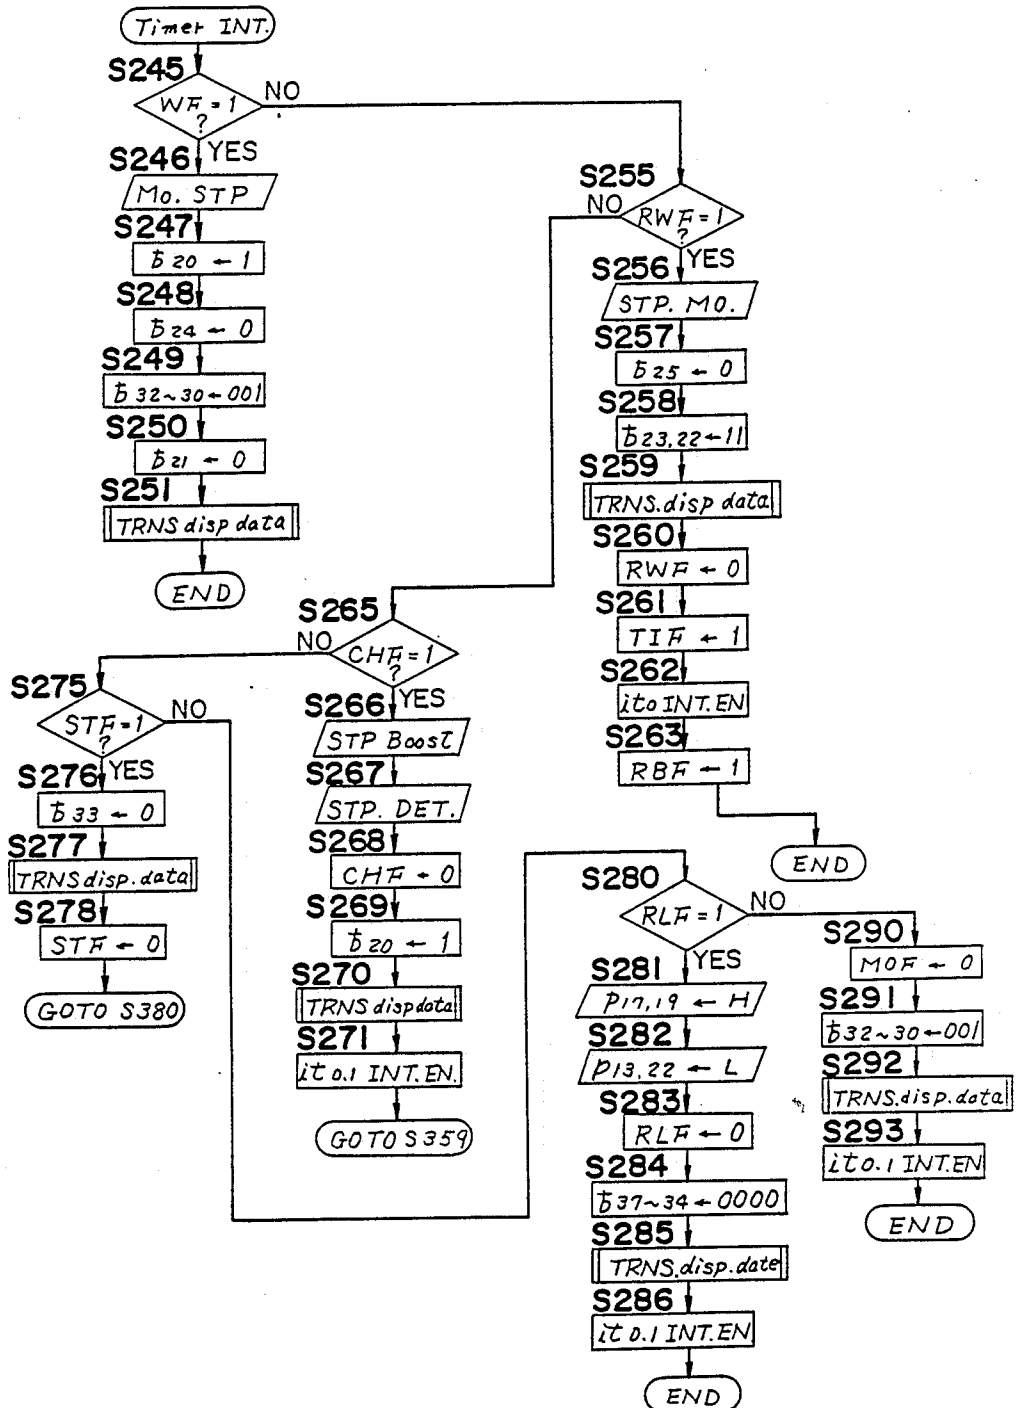 Timer INT.
S245
WF=1
?
NO
YES
S246
Mo. STP
S247
b20 ← 1
S248
b24 ← 0
S249
b32~30←001
S250
b21 ← 0
S251
TRNS disp data
END
S255
NO
RWF=1
?
YES
S256
STP. MO.
S257
b25 ← 0
S258
b23,22←11
S259
TRNS.disp data
S260
RWF ← 0
S261
TIF ← 1
S262
ito INT.EN
S263
RBF ← 1
END
S265
NO
CHF=1
?
YES
S266
STP Boost
S267
STP. DET.
S268
CHF ← 0
S269
b20 ← 1
S270
TRNS dispdata
S271
it 0.1 INT.EN.
GOTO S359
S275
STF=1
?
NO
YES
S276
b33 ← 0
S277
TRNS disp.data
S278
STF ← 0
GOTO S380
S280
RLF=1
?
NO
YES
S281
P17,19 ← H
S282
P13,22 ← L
S283
RLF ← 0
S284
b37~34←0000
S285
TRNS.disp.date
S286
it 0.1 INT.EN
END
S290
MOF ← 0
S291
b32~30←001
S292
TRNS.disp.data
S293
it 0.1 INT.EN
END